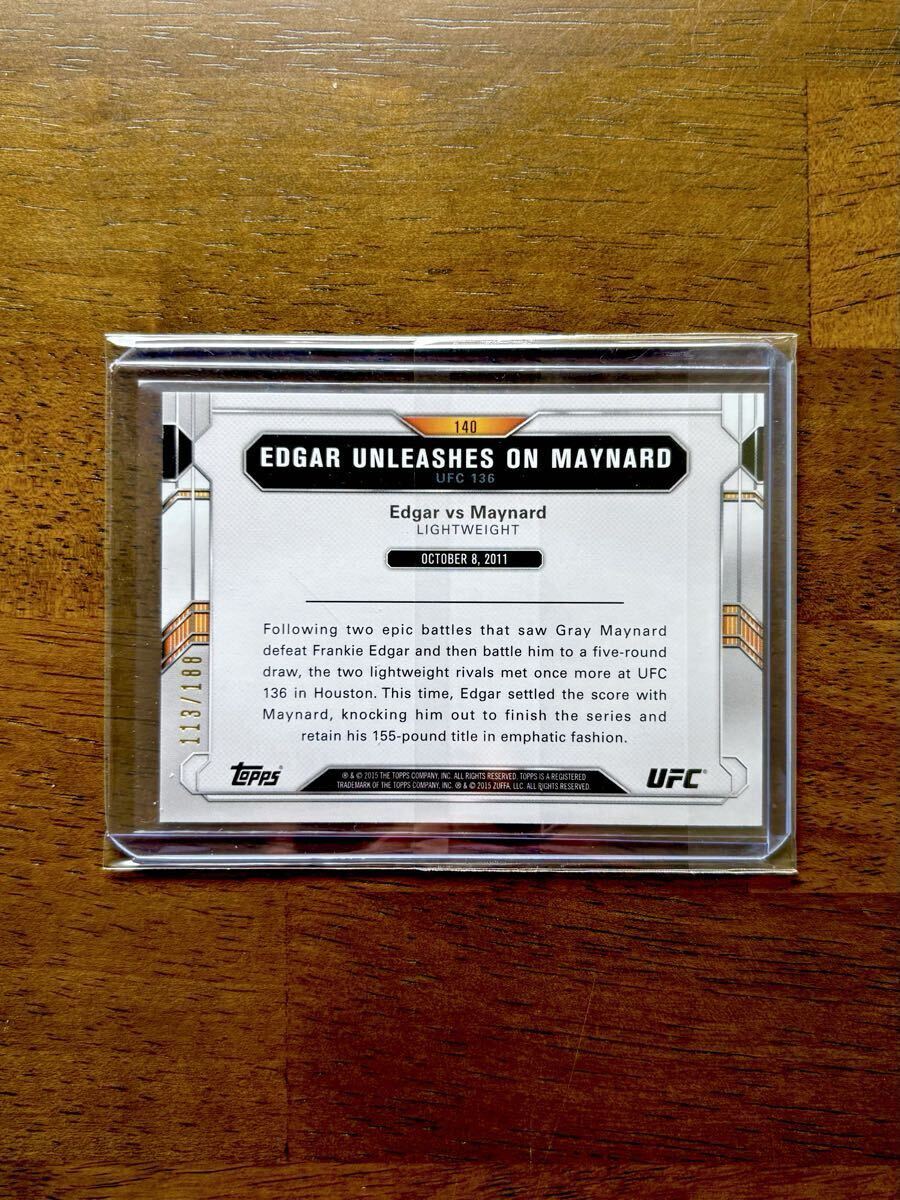 140
EDGAR UNLEASHES ON MAYNARD
UFC 136
Edgar vs Maynard
LIGHTWEIGHT
OCTOBER 8, 2011
Following two epic battles that saw Gray Maynard
defeat Frankie Edgar and then battle him to a five-round
draw, the two lightweight rivals met once more at UFC
136 in Houston. This time, Edgar settled the score with
Maynard, knocking him out to finish the series and
retain his 155-pound title in emphatic fashion.
113/188
Topps®
® & © 2015 THE TOPPS COMPANY, INC. ALL RIGHTS RESERVED. TOPPS IS A REGISTERED
TRADEMARK OF THE TOPPS COMPANY, INC. ® & © 2015 ZUFFA, LLC. ALL RIGHTS RESERVED.
UFC®